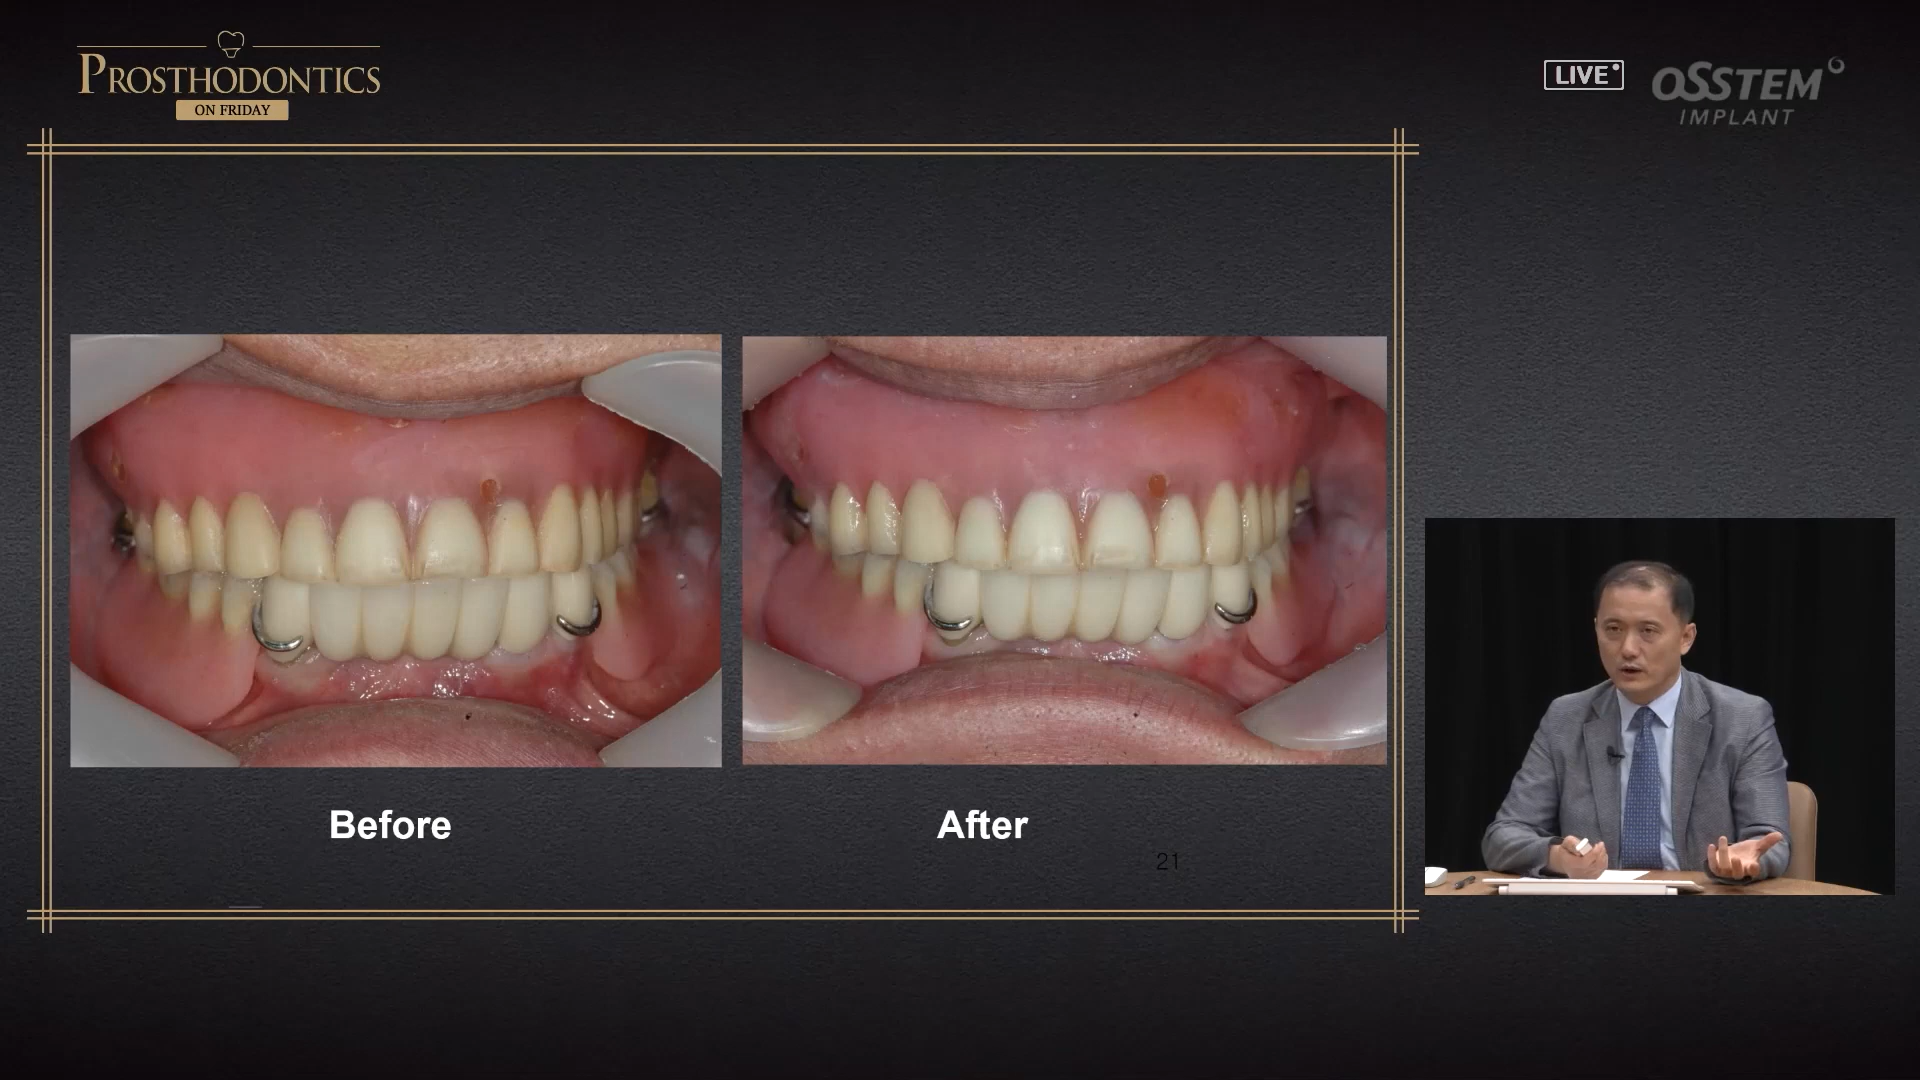 PROSTHODONTICS
ON FRIDAY
LIVE
OSSTEM
IMPLANT
Before
After
21